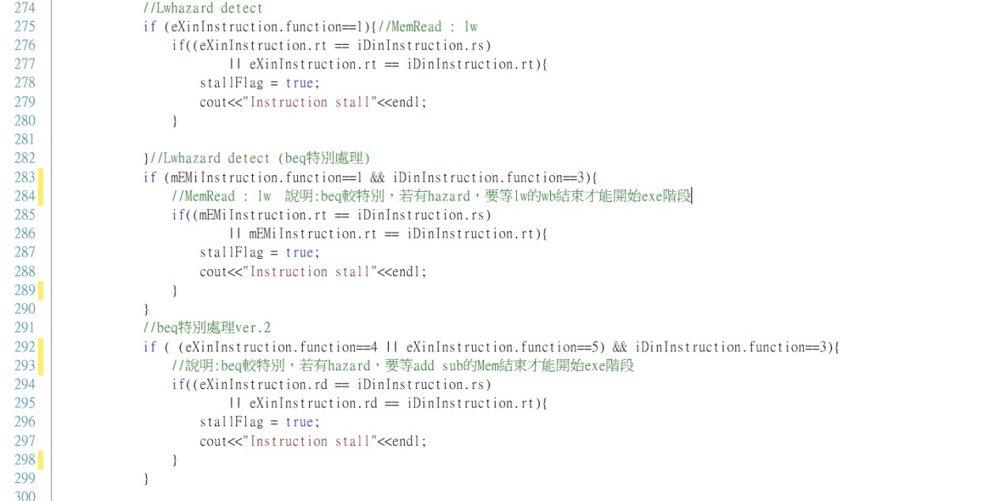 274 //Lwhazard detect
275 if (eXinInstruction.function==1){//MemRead : lw
276 if((eXinInstruction.rt == iDinInstruction.rs)
277 || eXinInstruction.rt == iDinInstruction.rt){
278 stallFlag = true;
279 cout<<"Instruction stall"<<endl;
280 }
281
282 }//Lwhazard detect (beq特別處理)
283 if (mEMiInstruction.function==1 && iDinInstruction.function==3){
284 //MemRead : lw 說明:beq較特別，若有hazard，要等lw的wb結束才能開始exe階段
285 if((mEMiInstruction.rt == iDinInstruction.rs)
286 || mEMiInstruction.rt == iDinInstruction.rt){
287 stallFlag = true;
288 cout<<"Instruction stall"<<endl;
289 }
290 }
291 //beq特別處理ver.2
292 if ( (eXinInstruction.function==4 || eXinInstruction.function==5) && iDinInstruction.function==3){
293 //說明:beq較特別，若有hazard，要等add sub的Mem結束才能開始exe階段
294 if((eXinInstruction.rd == iDinInstruction.rs)
295 || eXinInstruction.rd == iDinInstruction.rt){
296 stallFlag = true;
297 cout<<"Instruction stall"<<endl;
298 }
299 }
300